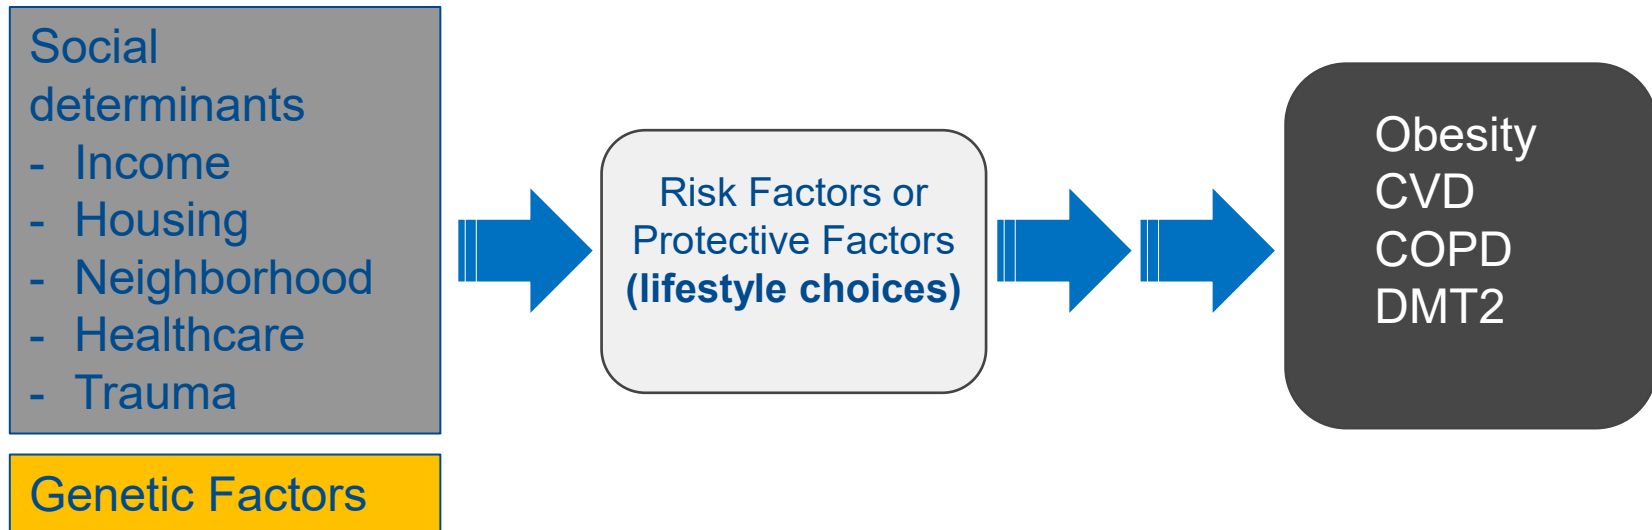 Social
determinants
- Income
- Housing
- Neighborhood
- Healthcare
- Trauma
Genetic Factors
Risk Factors or
Protective Factors
(lifestyle choices)
Obesity
CVD
COPD
DMT2